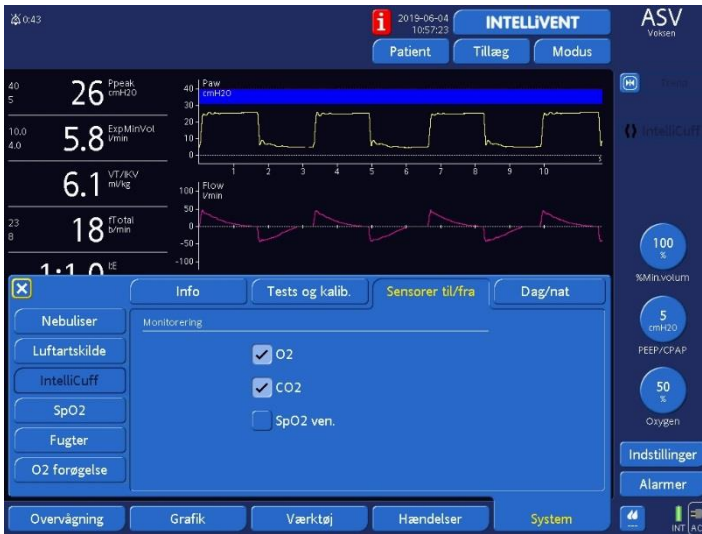 0:43
i
2019-06-04
10:57:23
INTELLiVENT
ASV
Voksen
Patient
Tillæg
Modus
40
5
26
Ppeak
cmH2O
10.0
4.0
5.8
ExpMinVol
l/min
6.1
VT/IKV
ml/kg
23
8
18
fTotal
b/min
1:1.0
I:E
Paw
cmH2O
40
30
20
10
0
1 2 3 4 5 6 7 8 9 10
s
Flow
l/min
100
50
0
-50
-100
IntelliCuff
100
%
%Min.volum
5
cmH2O
PEEP/CPAP
50
%
Oxygen
Indstillinger
Alarmer
INT
AC
Info
Tests og kalib.
Sensorer til/fra
Dag/nat
Nebuliser
Luftartskilde
IntelliCuff
SpO2
Fugter
O2 forøgelse
Monitorering
O2
CO2
SpO2 ven.
Overvågning
Grafik
Værktøj
Hændelser
System